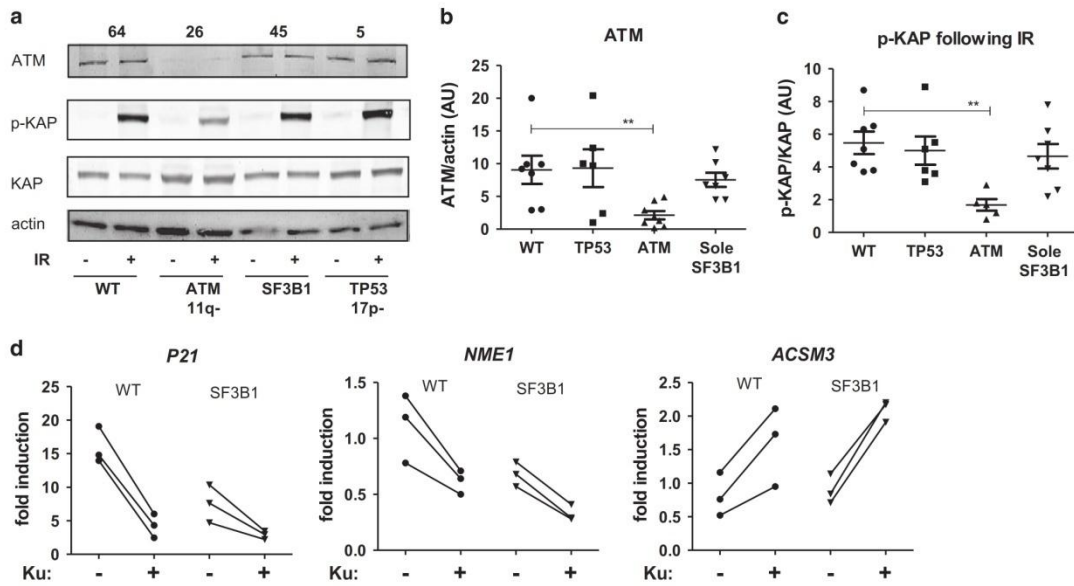 a
64 26 45 5
ATM
p-KAP
KAP
actin
IR - + - + - + - +
WT ATM SF3B1 TP53
11q- 17p-
b
ATM
ATM/actin (AU)
25
20
15
10
5
0
**
WT TP53 ATM Sole
SF3B1
c
p-KAP following IR
p-KAP/KAP (AU)
10
8
6
4
2
0
**
WT TP53 ATM Sole
SF3B1
d
P21
fold induction
25
20
15
10
5
0
WT SF3B1
Ku: - + - +
NME1
fold induction
1.5
1.0
0.5
0.0
WT SF3B1
Ku: - + - +
ACSM3
fold induction
2.5
2.0
1.5
1.0
0.5
0.0
WT SF3B1
Ku: - + - +